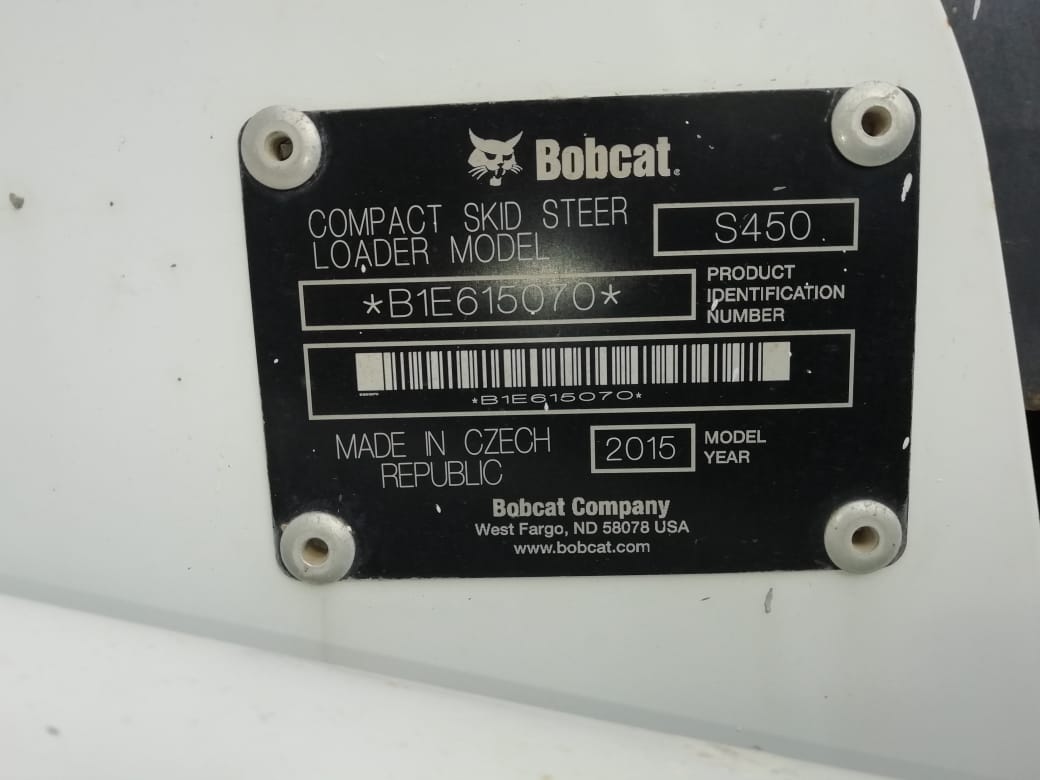 Bobcat
COMPACT SKID STEER
LOADER MODEL
S450
*B1E615070*
PRODUCT
IDENTIFICATION
NUMBER
*B1E615070*
MADE IN CZECH
REPUBLIC
2015
MODEL
YEAR
Bobcat Company
West Fargo, ND 58078 USA
www.bobcat.com